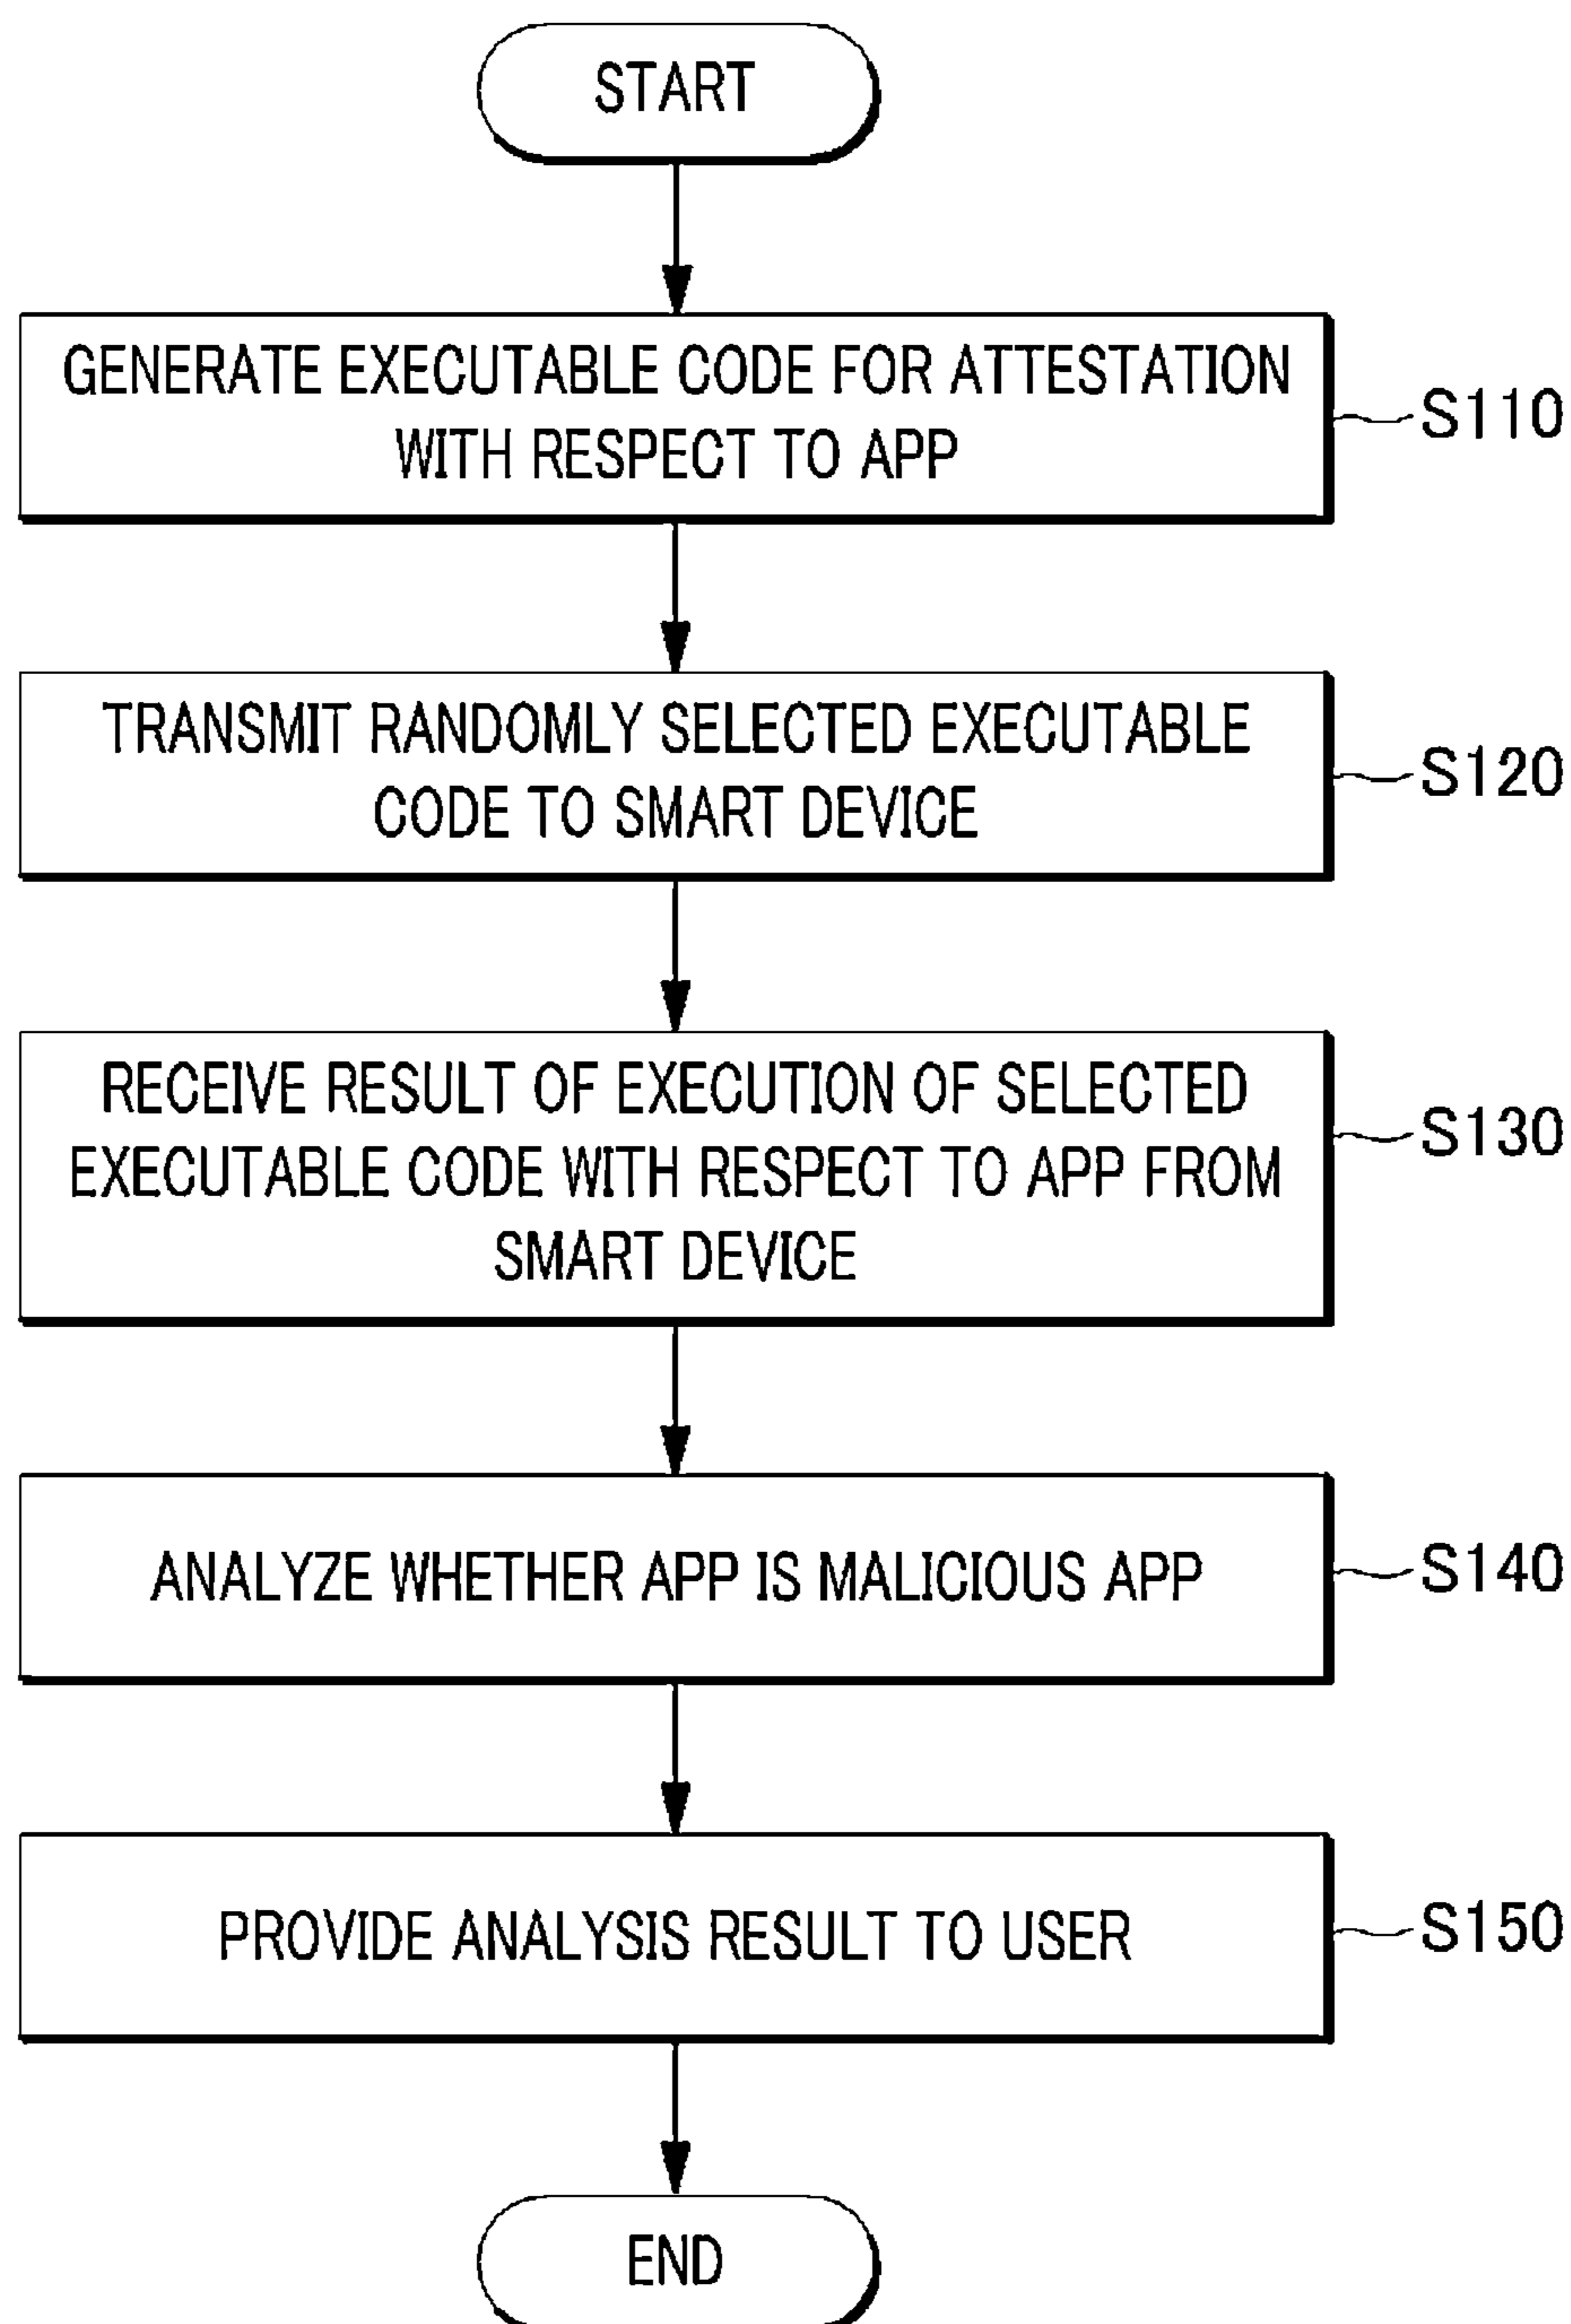 START
GENERATE EXECUTABLE CODE FOR ATTESTATION
WITH RESPECT TO APP
S110
TRANSMIT RANDOMLY SELECTED EXECUTABLE
CODE TO SMART DEVICE
S120
RECEIVE RESULT OF EXECUTION OF SELECTED
EXECUTABLE CODE WITH RESPECT TO APP FROM
SMART DEVICE
S130
ANALYZE WHETHER APP IS MALICIOUS APP
S140
PROVIDE ANALYSIS RESULT TO USER
S150
END